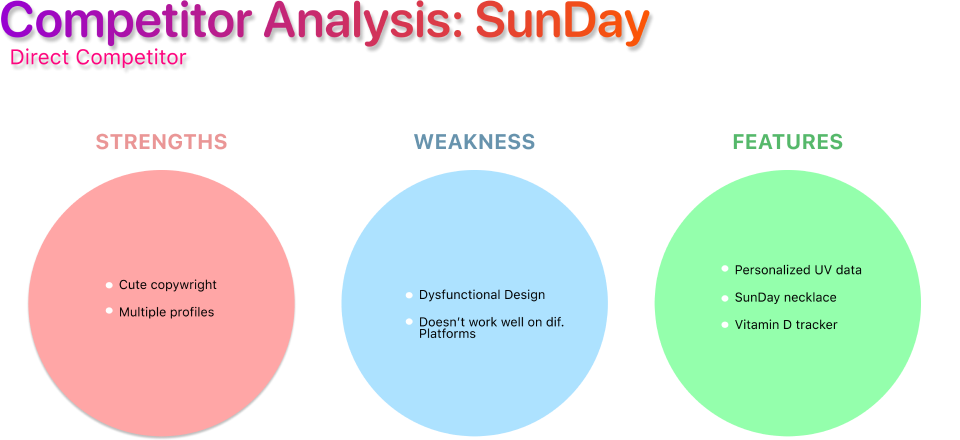 Competitor Analysis: SunDay
Direct Competitor
STRENGTHS
Cute copywright
Multiple profiles
WEAKNESS
Dysfunctional Design
Doesn’t work well on dif.
Platforms
FEATURES
Personalized UV data
SunDay necklace
Vitamin D tracker